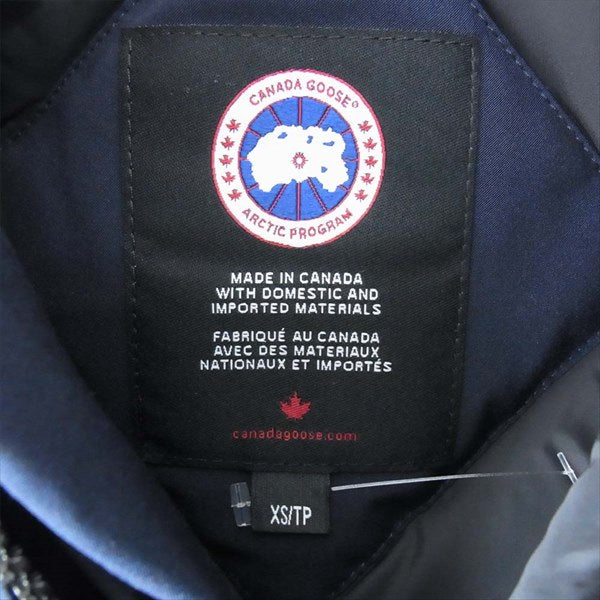 CANADA GOOSE®
ARCTIC PROGRAM
MADE IN CANADA
WITH DOMESTIC AND
IMPORTED MATERIALS
FABRIQUÉ AU CANADA
AVEC DES MATERIAUX
NATIONAUX ET IMPORTÉS
canadagoose.com
XS/TP